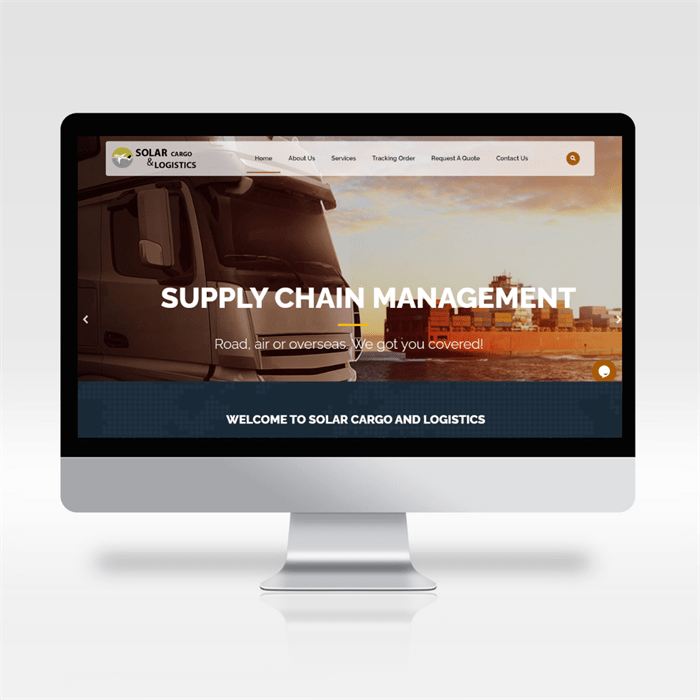 SOLAR CARGO
& LOGISTICS
Home About Us Services Tracking Order Request A Quote Contact Us
SUPPLY CHAIN MANAGEMENT
Road, air or overseas. We got you covered!
WELCOME TO SOLAR CARGO AND LOGISTICS